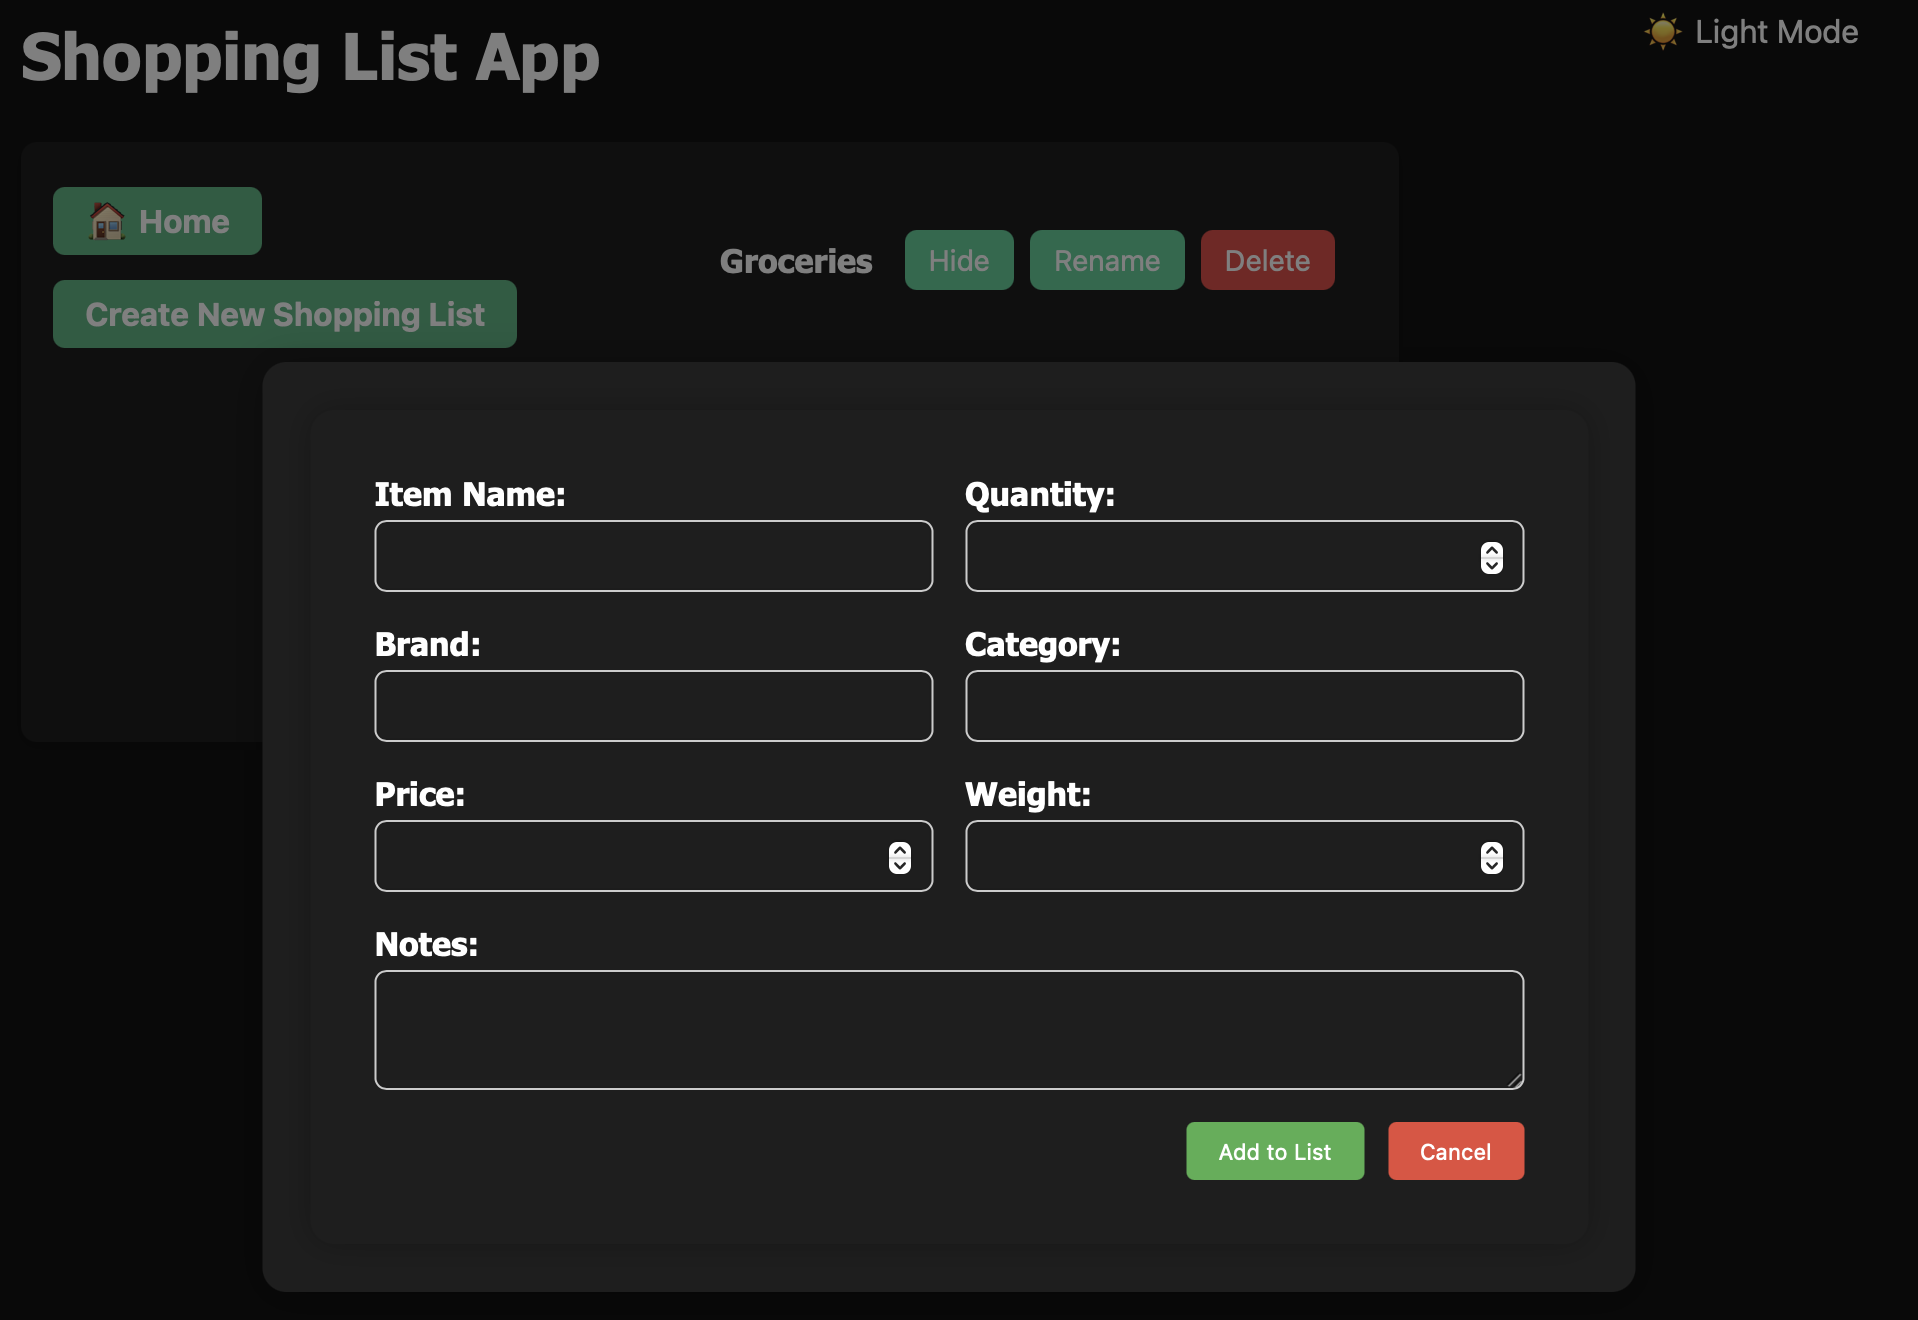 Shopping List App
Light Mode
Home
Create New Shopping List
Groceries
Hide
Rename
Delete
Item Name:
Quantity:
Brand:
Category:
Price:
Weight:
Notes:
Add to List
Cancel